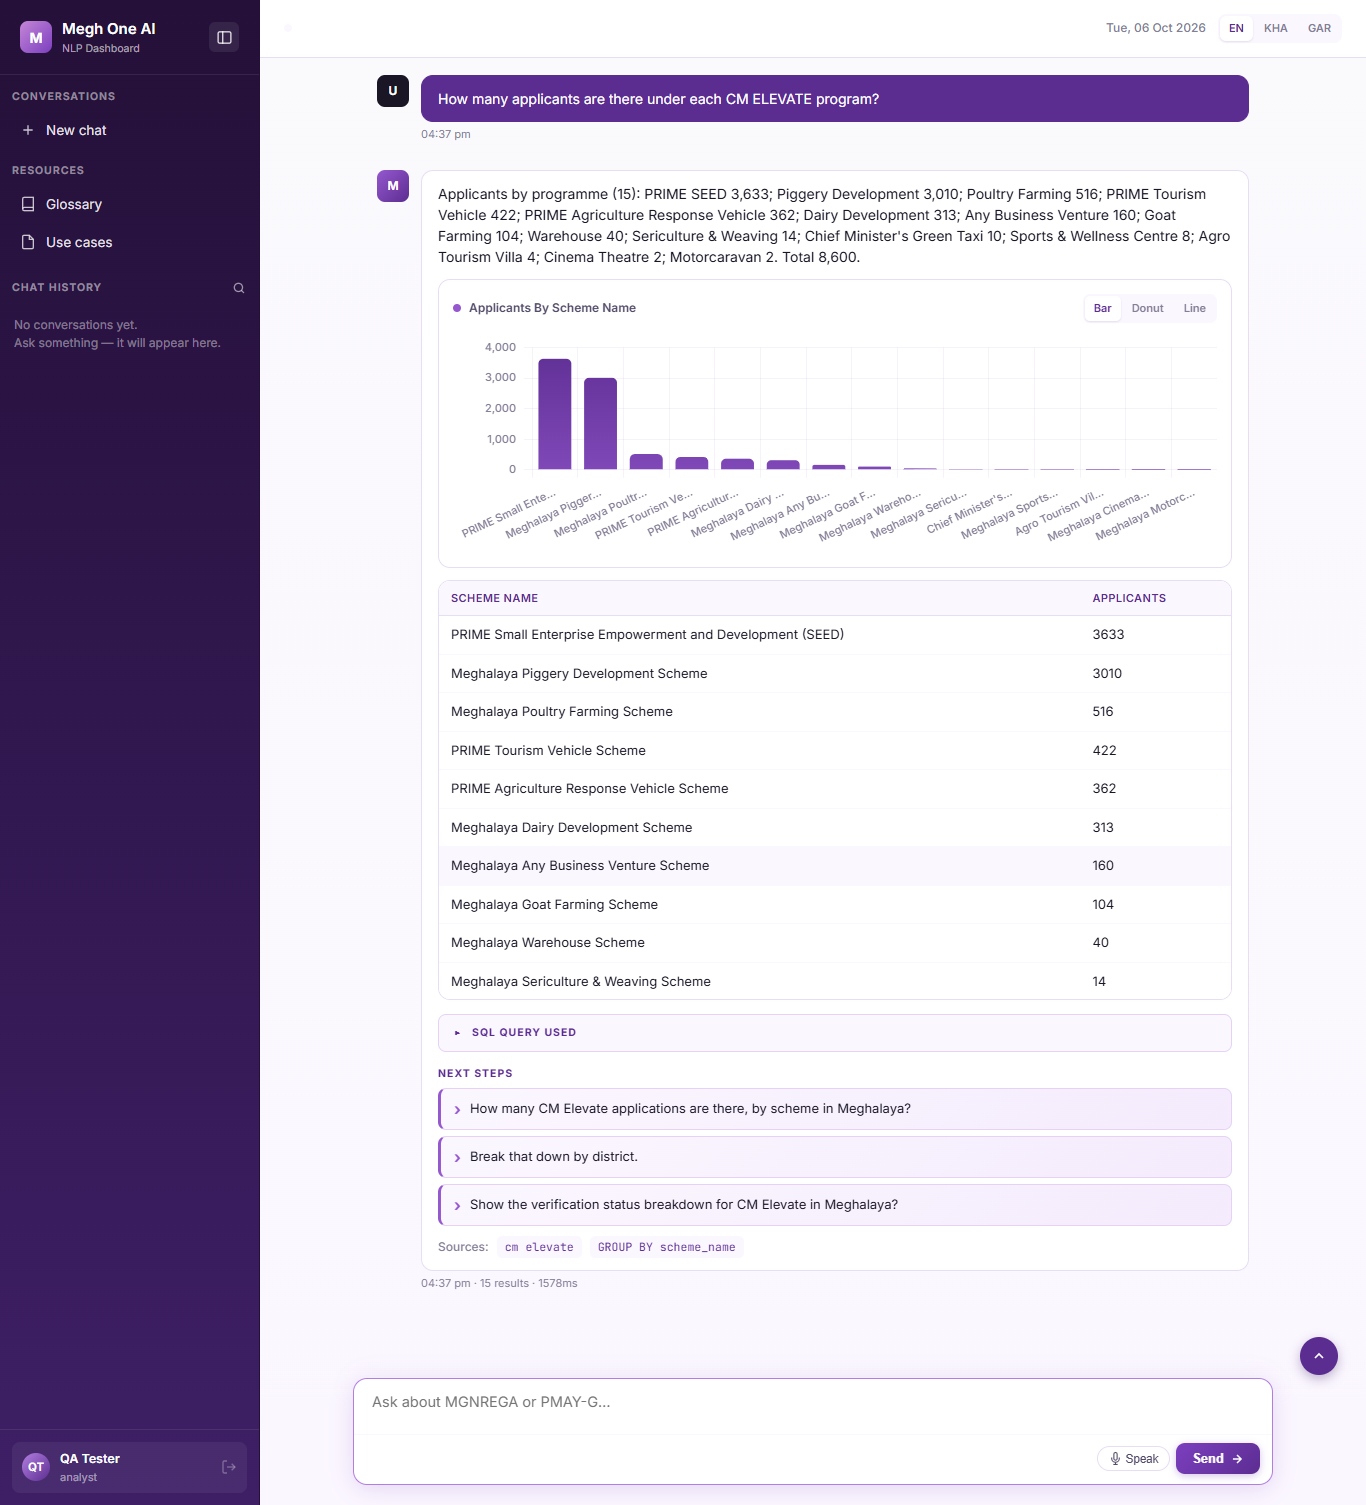 M
Megh One AI
NLP Dashboard
CONVERSATIONS
+ New chat
RESOURCES
Glossary
Use cases
CHAT HISTORY
No conversations yet.
Ask something — it will appear here.
QT
QA Tester
analyst
Tue, 06 Oct 2026
EN KHA GAR
U
How many applicants are there under each CM ELEVATE program?
04:37 pm
M
Applicants by programme (15): PRIME SEED 3,633; Piggery Development 3,010; Poultry Farming 516; PRIME Tourism
Vehicle 422; PRIME Agriculture Response Vehicle 362; Dairy Development 313; Any Business Venture 160; Goat
Farming 104; Warehouse 40; Sericulture & Weaving 14; Chief Minister's Green Taxi 10; Sports & Wellness Centre 8; Agro
Tourism Villa 4; Cinema Theatre 2; Motorcaravan 2. Total 8,600.
Applicants By Scheme Name
Bar Donut Line
4,000
3,000
2,000
1,000
0
PRIME Small Ente...
Meghalaya Pigger...
Meghalaya Poultr...
PRIME Tourism Ve...
PRIME Agricultur...
Meghalaya Dairy ...
Meghalaya Any Bu...
Meghalaya Goat F...
Meghalaya Wareho...
Meghalaya Sericu...
Chief Minister's...
Meghalaya Sports...
Agro Tourism Vil...
Meghalaya Cinema...
Meghalaya Motorc...
SCHEME NAME APPLICANTS
PRIME Small Enterprise Empowerment and Development (SEED) 3633
Meghalaya Piggery Development Scheme 3010
Meghalaya Poultry Farming Scheme 516
PRIME Tourism Vehicle Scheme 422
PRIME Agriculture Response Vehicle Scheme 362
Meghalaya Dairy Development Scheme 313
Meghalaya Any Business Venture Scheme 160
Meghalaya Goat Farming Scheme 104
Meghalaya Warehouse Scheme 40
Meghalaya Sericulture & Weaving Scheme 14
SQL QUERY USED
NEXT STEPS
How many CM Elevate applications are there, by scheme in Meghalaya?
Break that down by district.
Show the verification status breakdown for CM Elevate in Meghalaya?
Sources: cm elevate GROUP BY scheme_name
04:37 pm · 15 results · 1578ms
Ask about MGNREGA or PMAY-G...
Speak Send →